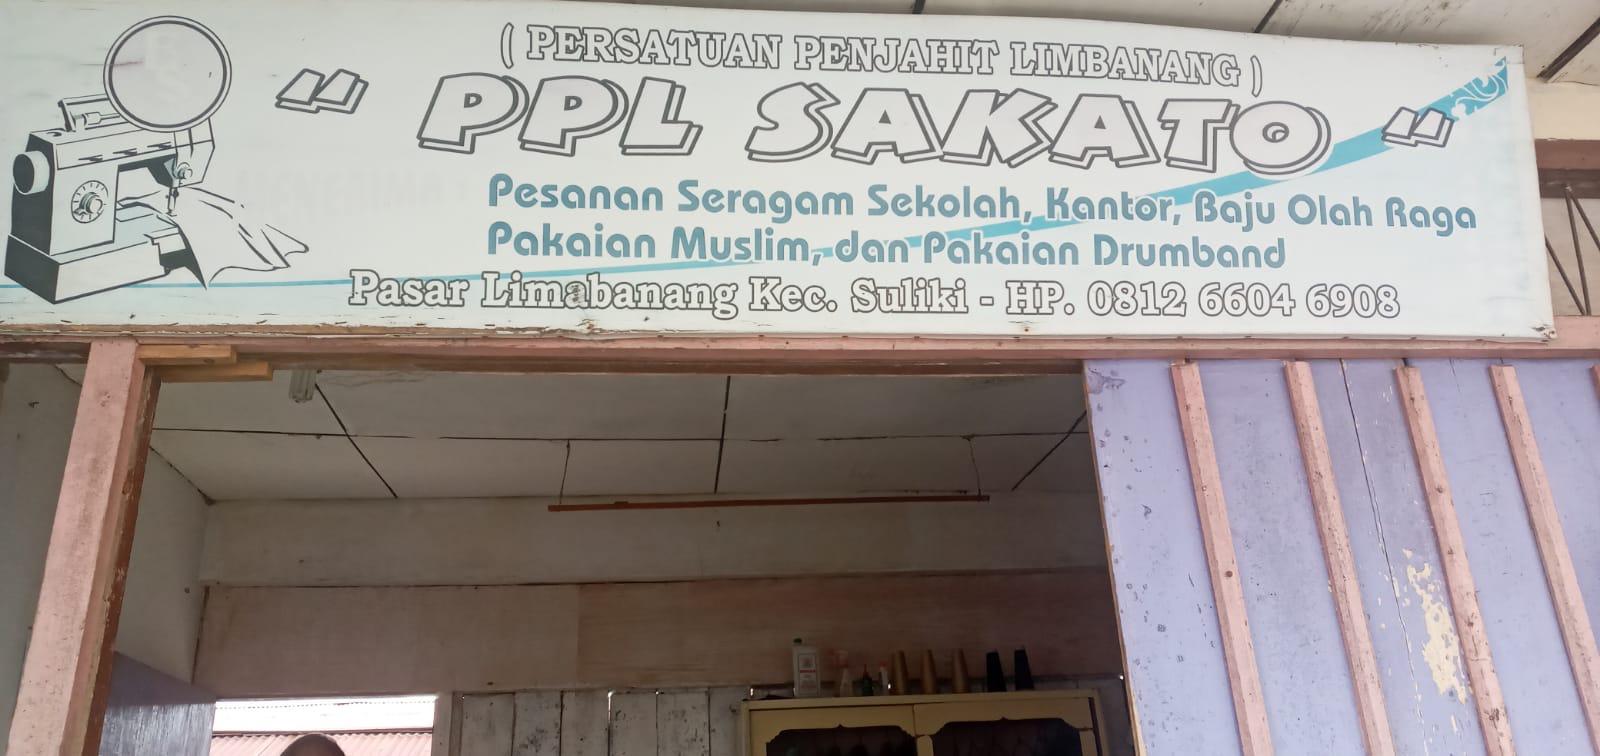 ( PERSATUAN PENJAHIT LIMBANANG )
“ PPL SAKATO “
Pesanan Seragam Sekolah, Kantor, Baju Olah Raga
Pakaian Muslim, dan Pakaian Drumband
Pasar Limabanang Kec. Suliki - HP. 0812 6604 6908